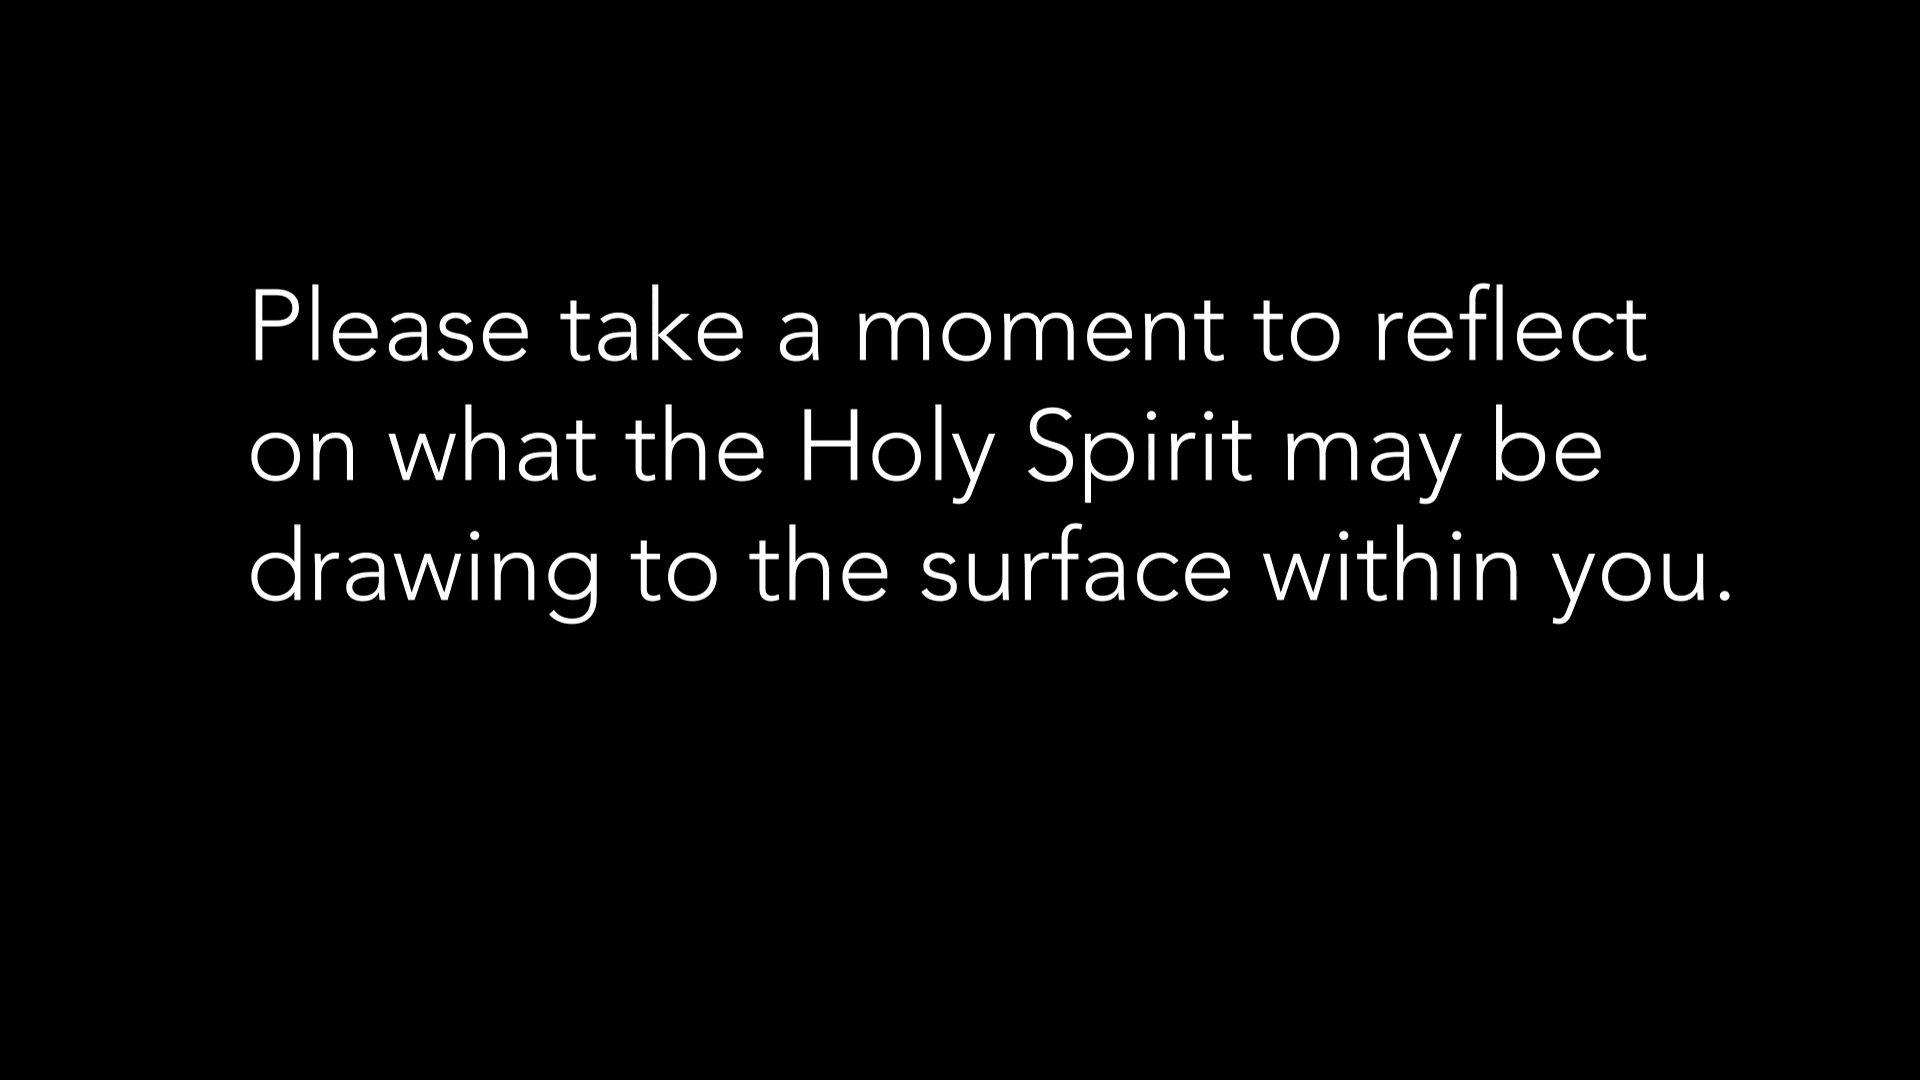 Please take a moment to reflect
on what the Holy Spirit may be
drawing to the surface within you.